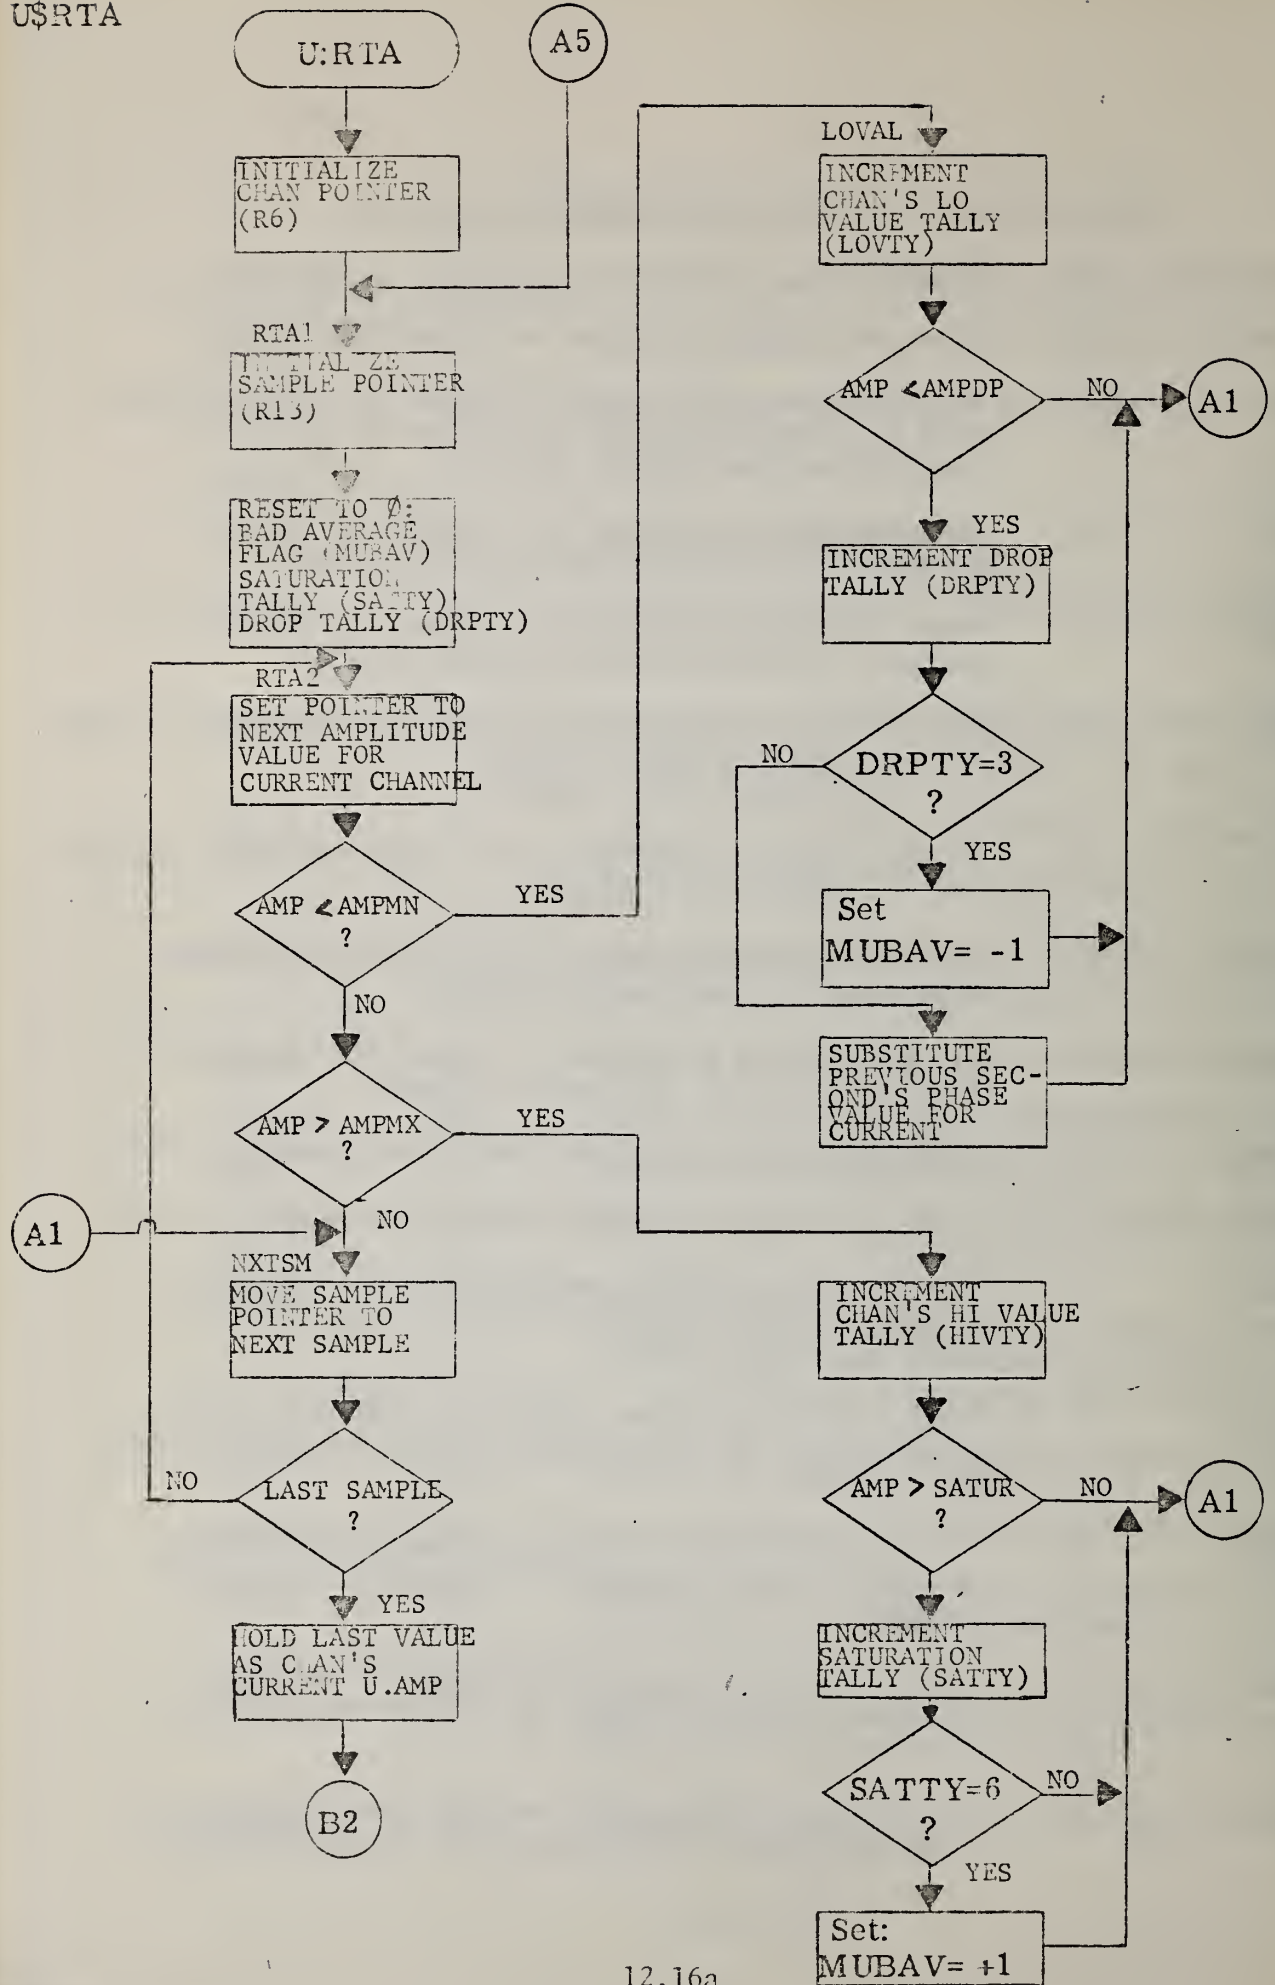 U$RTA
U:RTA
A5
INITIALIZE
CHAN POINTER
(R6)
RTA1
INITIALIZE
SAMPLE POINTER
(R13)
RESET TO Ø:
BAD AVERAGE
FLAG (MUBAV)
SATURATION
TALLY (SATTY)
DROP TALLY (DRPTY)
RTA2
SET POINTER TO
NEXT AMPLITUDE
VALUE FOR
CURRENT CHANNEL
AMP < AMPMN
?
YES
NO
AMP > AMPMX
?
YES
NO
A1
NXTSM
MOVE SAMPLE
POINTER TO
NEXT SAMPLE
LAST SAMPLE
?
NO
YES
HOLD LAST VALUE
AS CHAN'S
CURRENT U.AMP
B2
LOVAL
INCREMENT
CHAN'S LO
VALUE TALLY
(LOVTY)
AMP <AMPDP
NO
A1
YES
INCREMENT DROP
TALLY (DRPTY)
NO
DRPTY=3
?
YES
Set
MUBAV= -1
SUBSTITUTE
PREVIOUS SEC-
OND'S PHASE
VALUE FOR
CURRENT
INCREMENT
CHAN'S HI VALUE
TALLY (HIVTY)
AMP > SATUR
?
NO
A1
INCREMENT
SATURATION
TALLY (SATTY)
SATTY=6
?
NO
YES
Set:
MUBAV= +1
12.16a